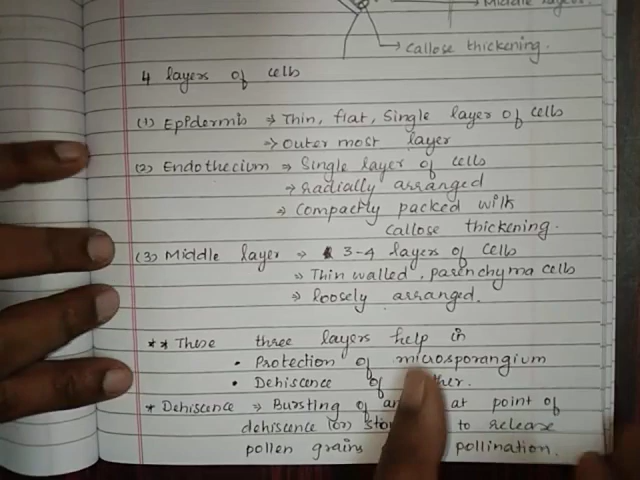 Middle layers.
Callose thickening.
4 layers of cells
(1) Epidermis → Thin, flat, Single layer of cells
→ outer most layer
(2) Endothecium → Single layer of cells
→ radially arranged
→ compactly packed with
callose thickening.
(3) Middle layer → 3-4 layers of cells
→ Thin walled, parenchyma cells
→ loosely arranged.
** These three layers help in
• Protection of microsporangium
• Dehiscence of
* Dehiscence → Bursting of at point of
dehiscence (or) to release
pollen grains pollination.